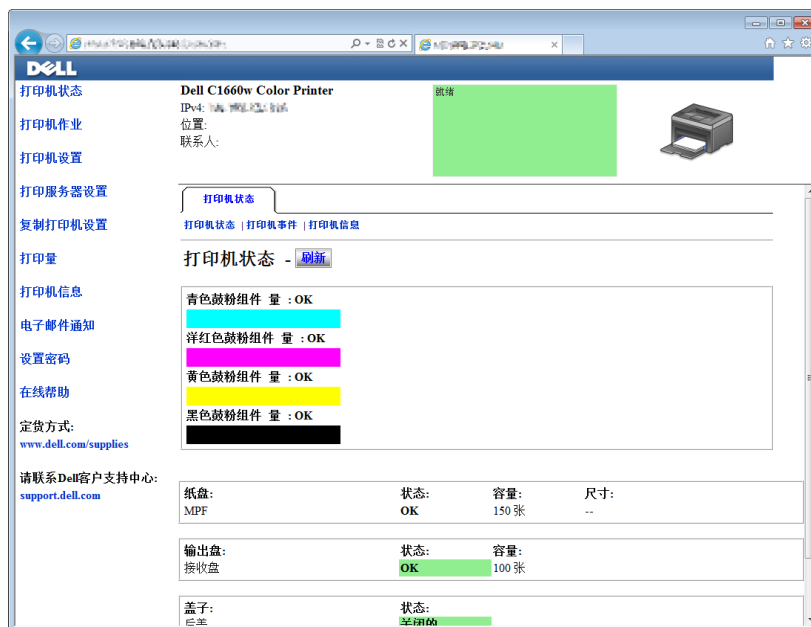 DELL
打印机状态
打印机作业
打印机设置
打印服务器设置
复制打印机设置
打印量
打印机信息
电子邮件通知
设置密码
在线帮助
定货方式:
www.dell.com/supplies
请联系Dell客户支持中心:
support.dell.com
Dell C1660w Color Printer
IPv4:
位置:
联系人:
就绪
打印机状态
打印机状态 | 打印机事件 | 打印机信息
打印机状态 - 刷新
青色鼓粉组件 量 : OK
洋红色鼓粉组件 量 : OK
黄色鼓粉组件 量 : OK
黑色鼓粉组件 量 : OK
纸盘: 状态: 容量: 尺寸:
MPF OK 150 张 --
输出盘: 状态: 容量:
接收盘 OK 100 张
盖子: 状态:
后盖 关闭的